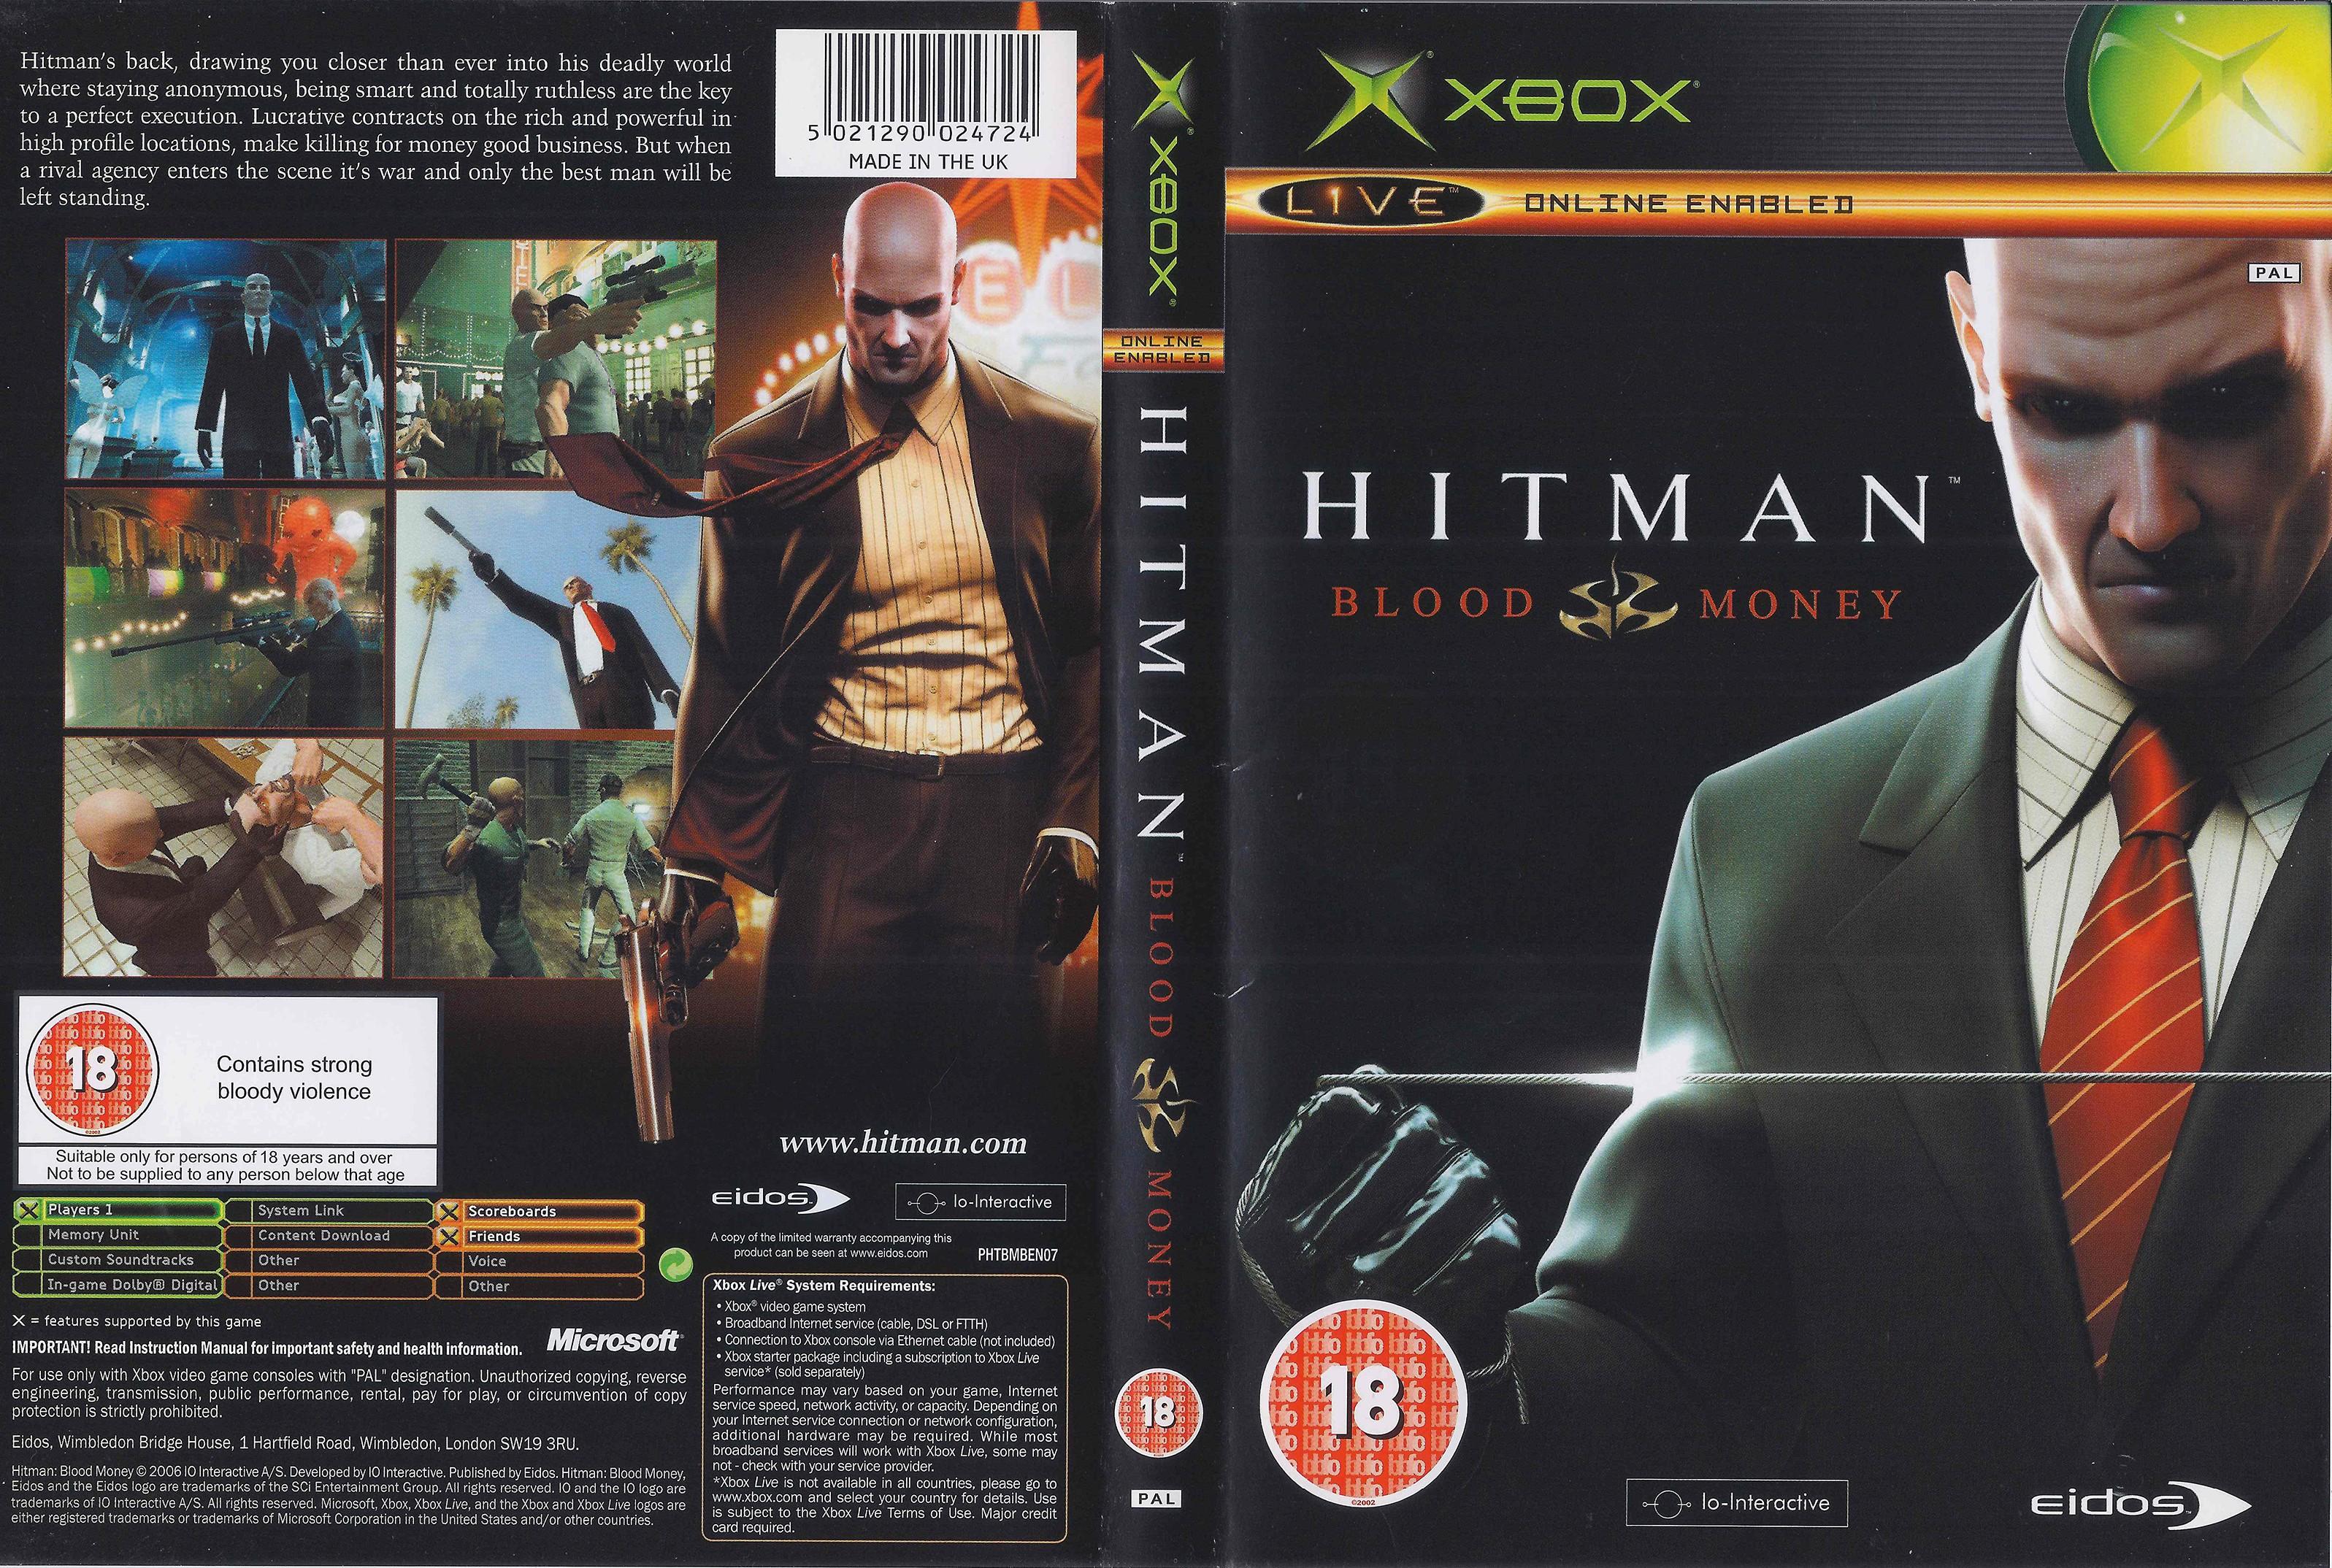 Hitman's back, drawing you closer than ever into his deadly world
where staying anonymous, being smart and totally ruthless are the key
to a perfect execution. Lucrative contracts on the rich and powerful in
high profile locations, make killing for money good business. But when
a rival agency enters the scene it's war and only the best man will be
left standing.
5 021290 024724
MADE IN THE UK
18
Contains strong
bloody violence
Suitable only for persons of 18 years and over
Not to be supplied to any person below that age
Players 1
Memory Unit
Custom Soundtracks
In-game Dolby® Digital
System Link
Content Download
Other
Other
Scoreboards
Friends
Voice
Other
X = features supported by this game
IMPORTANT! Read Instruction Manual for important safety and health information.
Microsoft®
For use only with Xbox video game consoles with "PAL" designation. Unauthorized copying, reverse
engineering, transmission, public performance, rental, pay for play, or circumvention of copy
protection is strictly prohibited.
Eidos, Wimbledon Bridge House, 1 Hartfield Road, Wimbledon, London SW19 3RU.
Hitman: Blood Money © 2006 IO Interactive A/S. Developed by IO Interactive. Published by Eidos. Hitman: Blood Money,
Eidos and the Eidos logo are trademarks of the SCi Entertainment Group. All rights reserved. IO and the IO logo are
trademarks of IO Interactive A/S. All rights reserved. Microsoft, Xbox, Xbox Live, and the Xbox and Xbox Live logos are
either registered trademarks or trademarks of Microsoft Corporation in the United States and/or other countries.
www.hitman.com
eidos
Io-Interactive
A copy of the limited warranty accompanying this
product can be seen at www.eidos.com
PHTBMBEN07
Xbox Live® System Requirements:
• Xbox® video game system
• Broadband Internet service (cable, DSL or FTTH)
• Connection to Xbox console via Ethernet cable (not included)
• Xbox starter package including a subscription to Xbox Live
service* (sold separately)
Performance may vary based on your game, Internet
service speed, network activity, or capacity. Depending on
your Internet service connection or network configuration,
additional hardware may be required. While most
broadband services will work with Xbox Live, some may
not - check with your service provider.
*Xbox Live is not available in all countries, please go to
www.xbox.com and select your country for details. Use
is subject to the Xbox Live Terms of Use. Major credit
card required.
XBOX®
ONLINE
ENABLED
HITMAN™ BLOOD MONEY
18
PAL
XBOX®
LIVE™ ONLINE ENABLED
PAL
HITMAN™
BLOOD MONEY
18
©2002
Io-Interactive
eidos